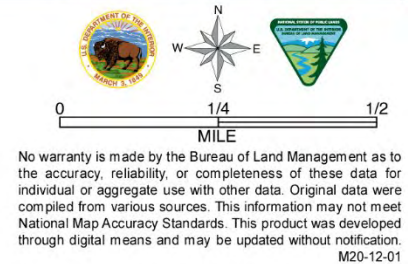 U.S. DEPARTMENT OF THE INTERIOR
MARCH 3, 1849
N
W
E
S
NATIONAL SYSTEM OF PUBLIC LANDS
U.S. DEPARTMENT OF THE INTERIOR
BUREAU OF LAND MANAGEMENT
0 1/4 1/2
MILE
No warranty is made by the Bureau of Land Management as to
the accuracy, reliability, or completeness of these data for
individual or aggregate use with other data. Original data were
compiled from various sources. This information may not meet
National Map Accuracy Standards. This product was developed
through digital means and may be updated without notification.
M20-12-01